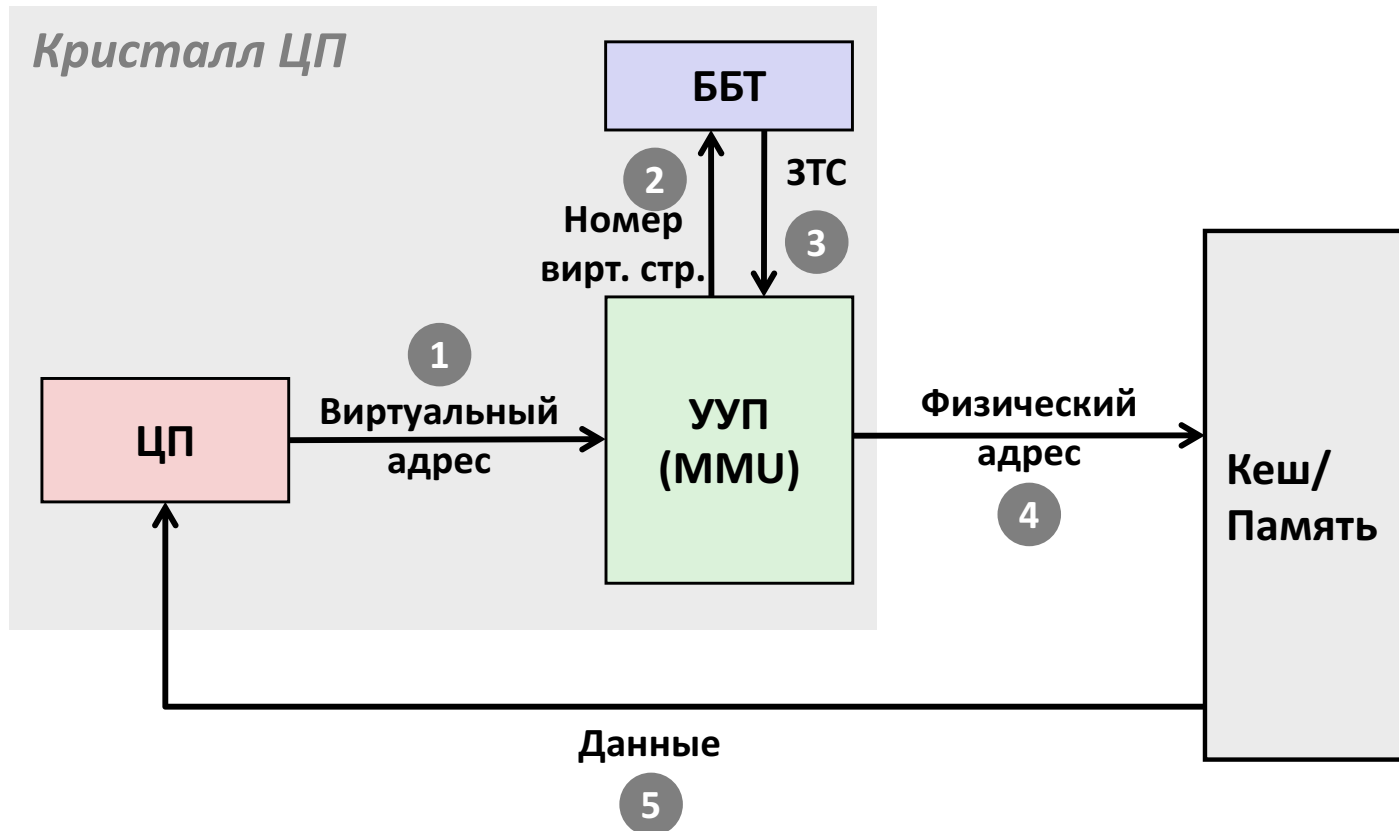 Кристалл ЦП
ББТ
2
ЗТС
Номер
вирт. стр.
3
1
Виртуальный
адрес
ЦП
УУП
(MMU)
Физический
адрес
4
Кеш/
Память
Данные
5